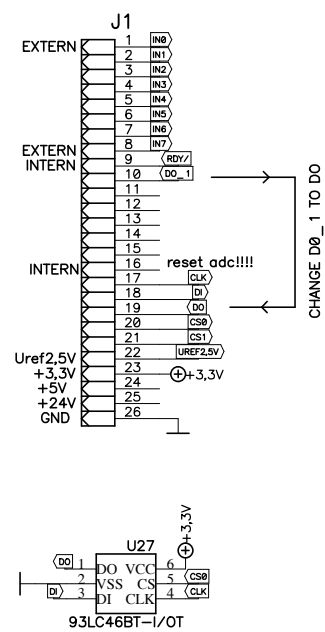 J1
EXTERN 1 IN0
2 IN1
3 IN2
4 IN3
5 IN4
6 IN5
7 IN6
EXTERN 8 IN7
INTERN 9 RDY/
10 DO_1
11
12
13
14
15
INTERN 16 reset adc!!!!
17 CLK
18 DI
19 DO
20 CS0
21 CS1
Uref2,5V 22 UREF2,5V
+3,3V 23 +3,3V
+5V 24
+24V 25
GND 26
CHANGE D0_1 TO DO
+3,3V
U27
DO 1 DO VCC 6
2 VSS CS 5 CS0
DI 3 DI CLK 4 CLK
93LC46BT-I/OT